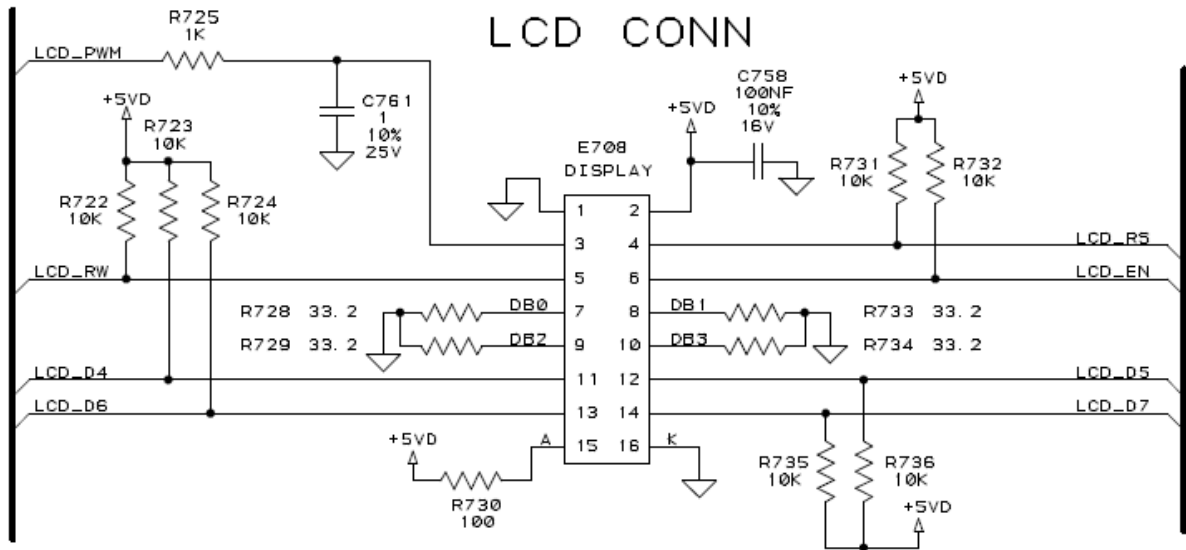 LCD CONN
R725
1K
LCD_PWM
+5VD
R723
10K
C761
1
10%
25V
R722
10K
R724
10K
E708
DISPLAY
C758
100NF
10%
16V
+5VD
+5VD
R731
10K
R732
10K
1 2
3 4
LCD_RS
LCD_RW
5 6
LCD_EN
R728 33.2
DB0
7 8
DB1
R733 33.2
R729 33.2
DB2
9 10
DB3
R734 33.2
LCD_D4
11 12
LCD_D5
LCD_D6
13 14
LCD_D7
+5VD
A
15 16
K
R730
100
R735
10K
R736
10K
+5VD